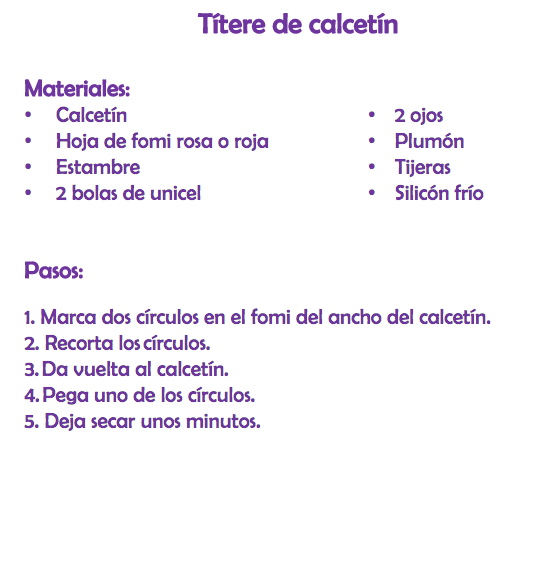 Títere de calcetín
Materiales:
• Calcetín
• Hoja de fomi rosa o roja
• Estambre
• 2 bolas de unicel
• 2 ojos
• Plumón
• Tijeras
• Silicón frío
Pasos:
1. Marca dos círculos en el fomi del ancho del calcetín.
2. Recorta los círculos.
3. Da vuelta al calcetín.
4. Pega uno de los círculos.
5. Deja secar unos minutos.